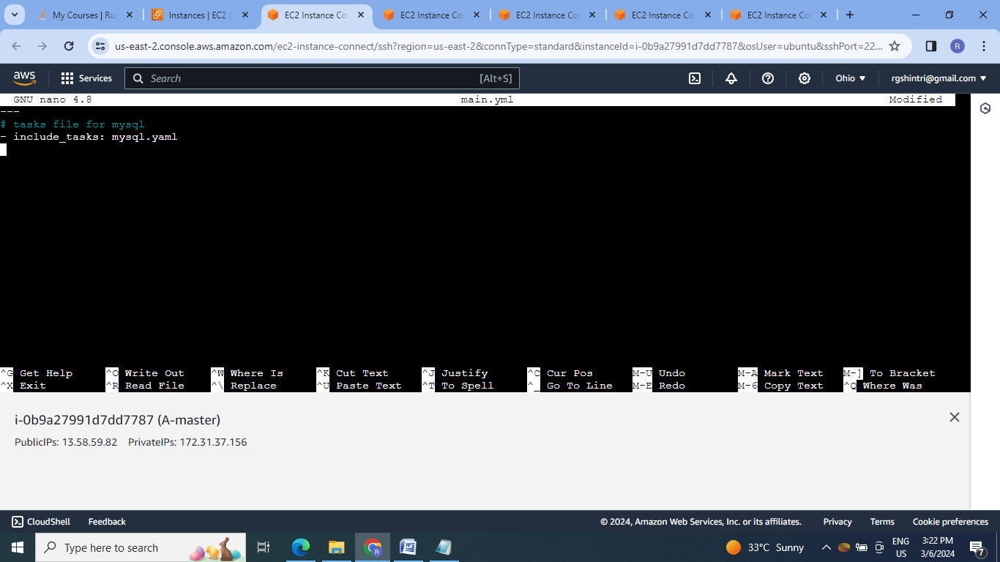 My Courses | Ru
Instances | EC2 |
EC2 Instance Co
EC2 Instance Co
EC2 Instance Co
EC2 Instance Co
EC2 Instance Co
us-east-2.console.aws.amazon.com/ec2-instance-connect/ssh?region=us-east-2&connType=standard&instanceId=i-0b9a27991d7dd7787&osUser=ubuntu&sshPort=22...
R
aws
Services
Search
[Alt+S]
Ohio
rgshintri@gmail.com
GNU nano 4.8 main.yml Modified
---
# tasks file for mysql
- include_tasks: mysql.yaml
^G Get Help ^O Write Out ^W Where Is ^K Cut Text ^J Justify ^C Cur Pos M-U Undo M-A Mark Text M-] To Bracket
^X Exit ^R Read File ^\ Replace ^U Paste Text ^T To Spell ^_ Go To Line M-E Redo M-6 Copy Text ^Q Where Was
i-0b9a27991d7dd7787 (A-master)
PublicIPs: 13.58.59.82 PrivateIPs: 172.31.37.156
CloudShell
Feedback
© 2024, Amazon Web Services, Inc. or its affiliates.
Privacy
Terms
Cookie preferences
Type here to search
R
33°C Sunny
ENG
US
3:22 PM
3/6/2024
7